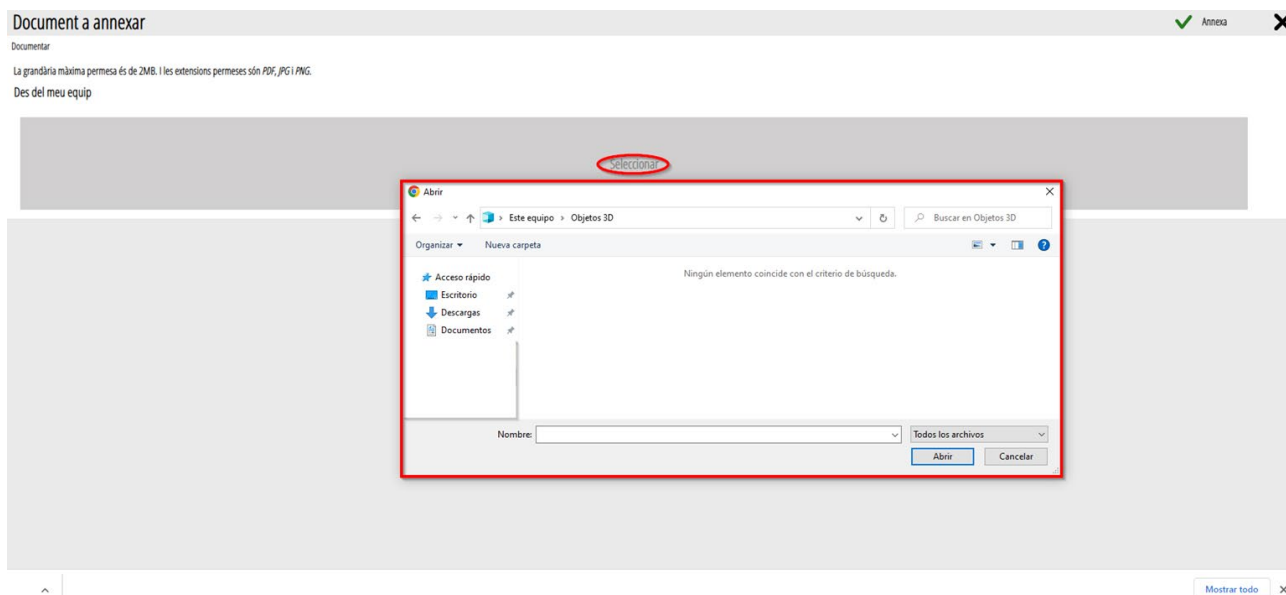 Document a annexar
Annexa
Documentar
La grandària màxima permesa és de 2MB. I les extensions permeses són PDF, JPG i PNG.
Des del meu equip
Seleccionar
Abrir
Este equipo > Objetos 3D
Buscar en Objetos 3D
Organizar
Nueva carpeta
Acceso rápido
Ningún elemento coincide con el criterio de búsqueda.
Escritorio
Descargas
Documentos
Nombre:
Todos los archivos
Abrir
Cancelar
Mostrar todo